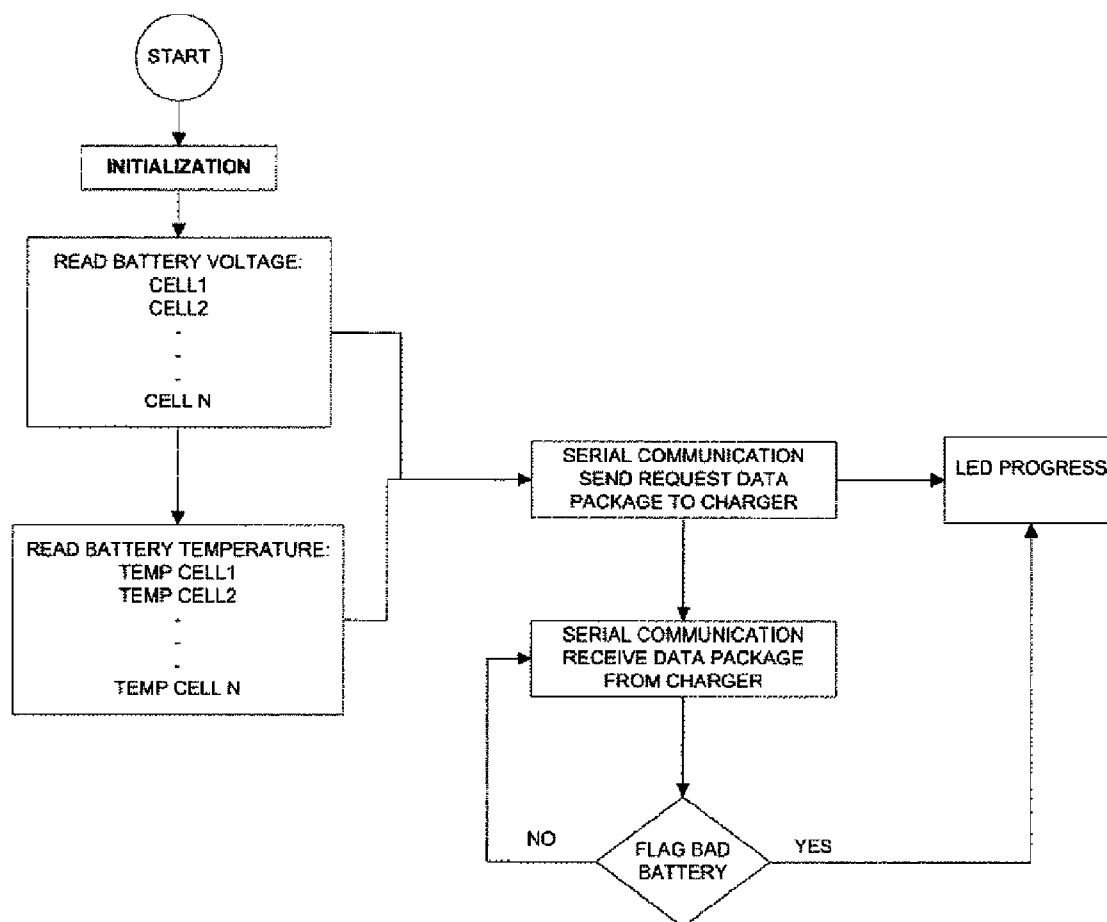 START
INITIALIZATION
READ BATTERY VOLTAGE:
CELL1
CELL2
-
-
-
CELL N
SERIAL COMMUNICATION
SEND REQUEST DATA
PACKAGE TO CHARGER
LED PROGRESS
READ BATTERY TEMPERATURE:
TEMP CELL1
TEMP CELL2
-
-
-
TEMP CELL N
SERIAL COMMUNICATION
RECEIVE DATA PACKAGE
FROM CHARGER
NO
FLAG BAD
BATTERY
YES